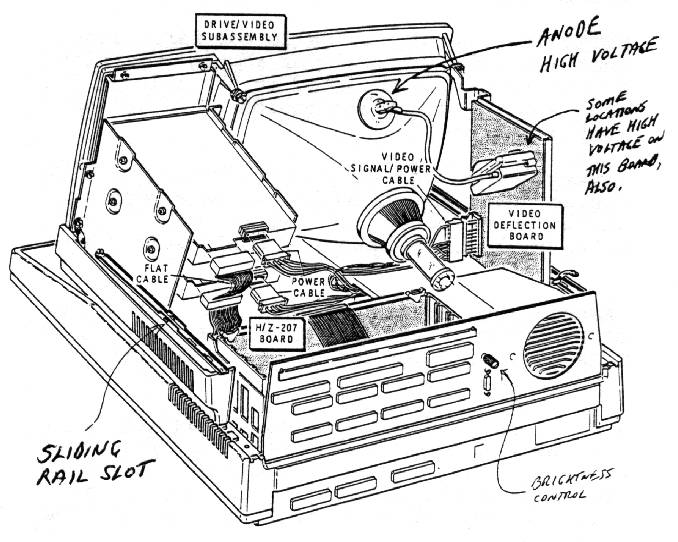 DRIVE/VIDEO
SUBASSEMBLY
ANODE
HIGH VOLTAGE
SOME
LOCATIONS
HAVE HIGH
VOLTAGE ON
THIS BOARD,
ALSO.
VIDEO
SIGNAL/POWER
CABLE
VIDEO
DEFLECTION
BOARD
FLAT
CABLE
POWER
CABLE
H/Z-207
BOARD
SLIDING
RAIL SLOT
BRIGHTNESS
CONTROL